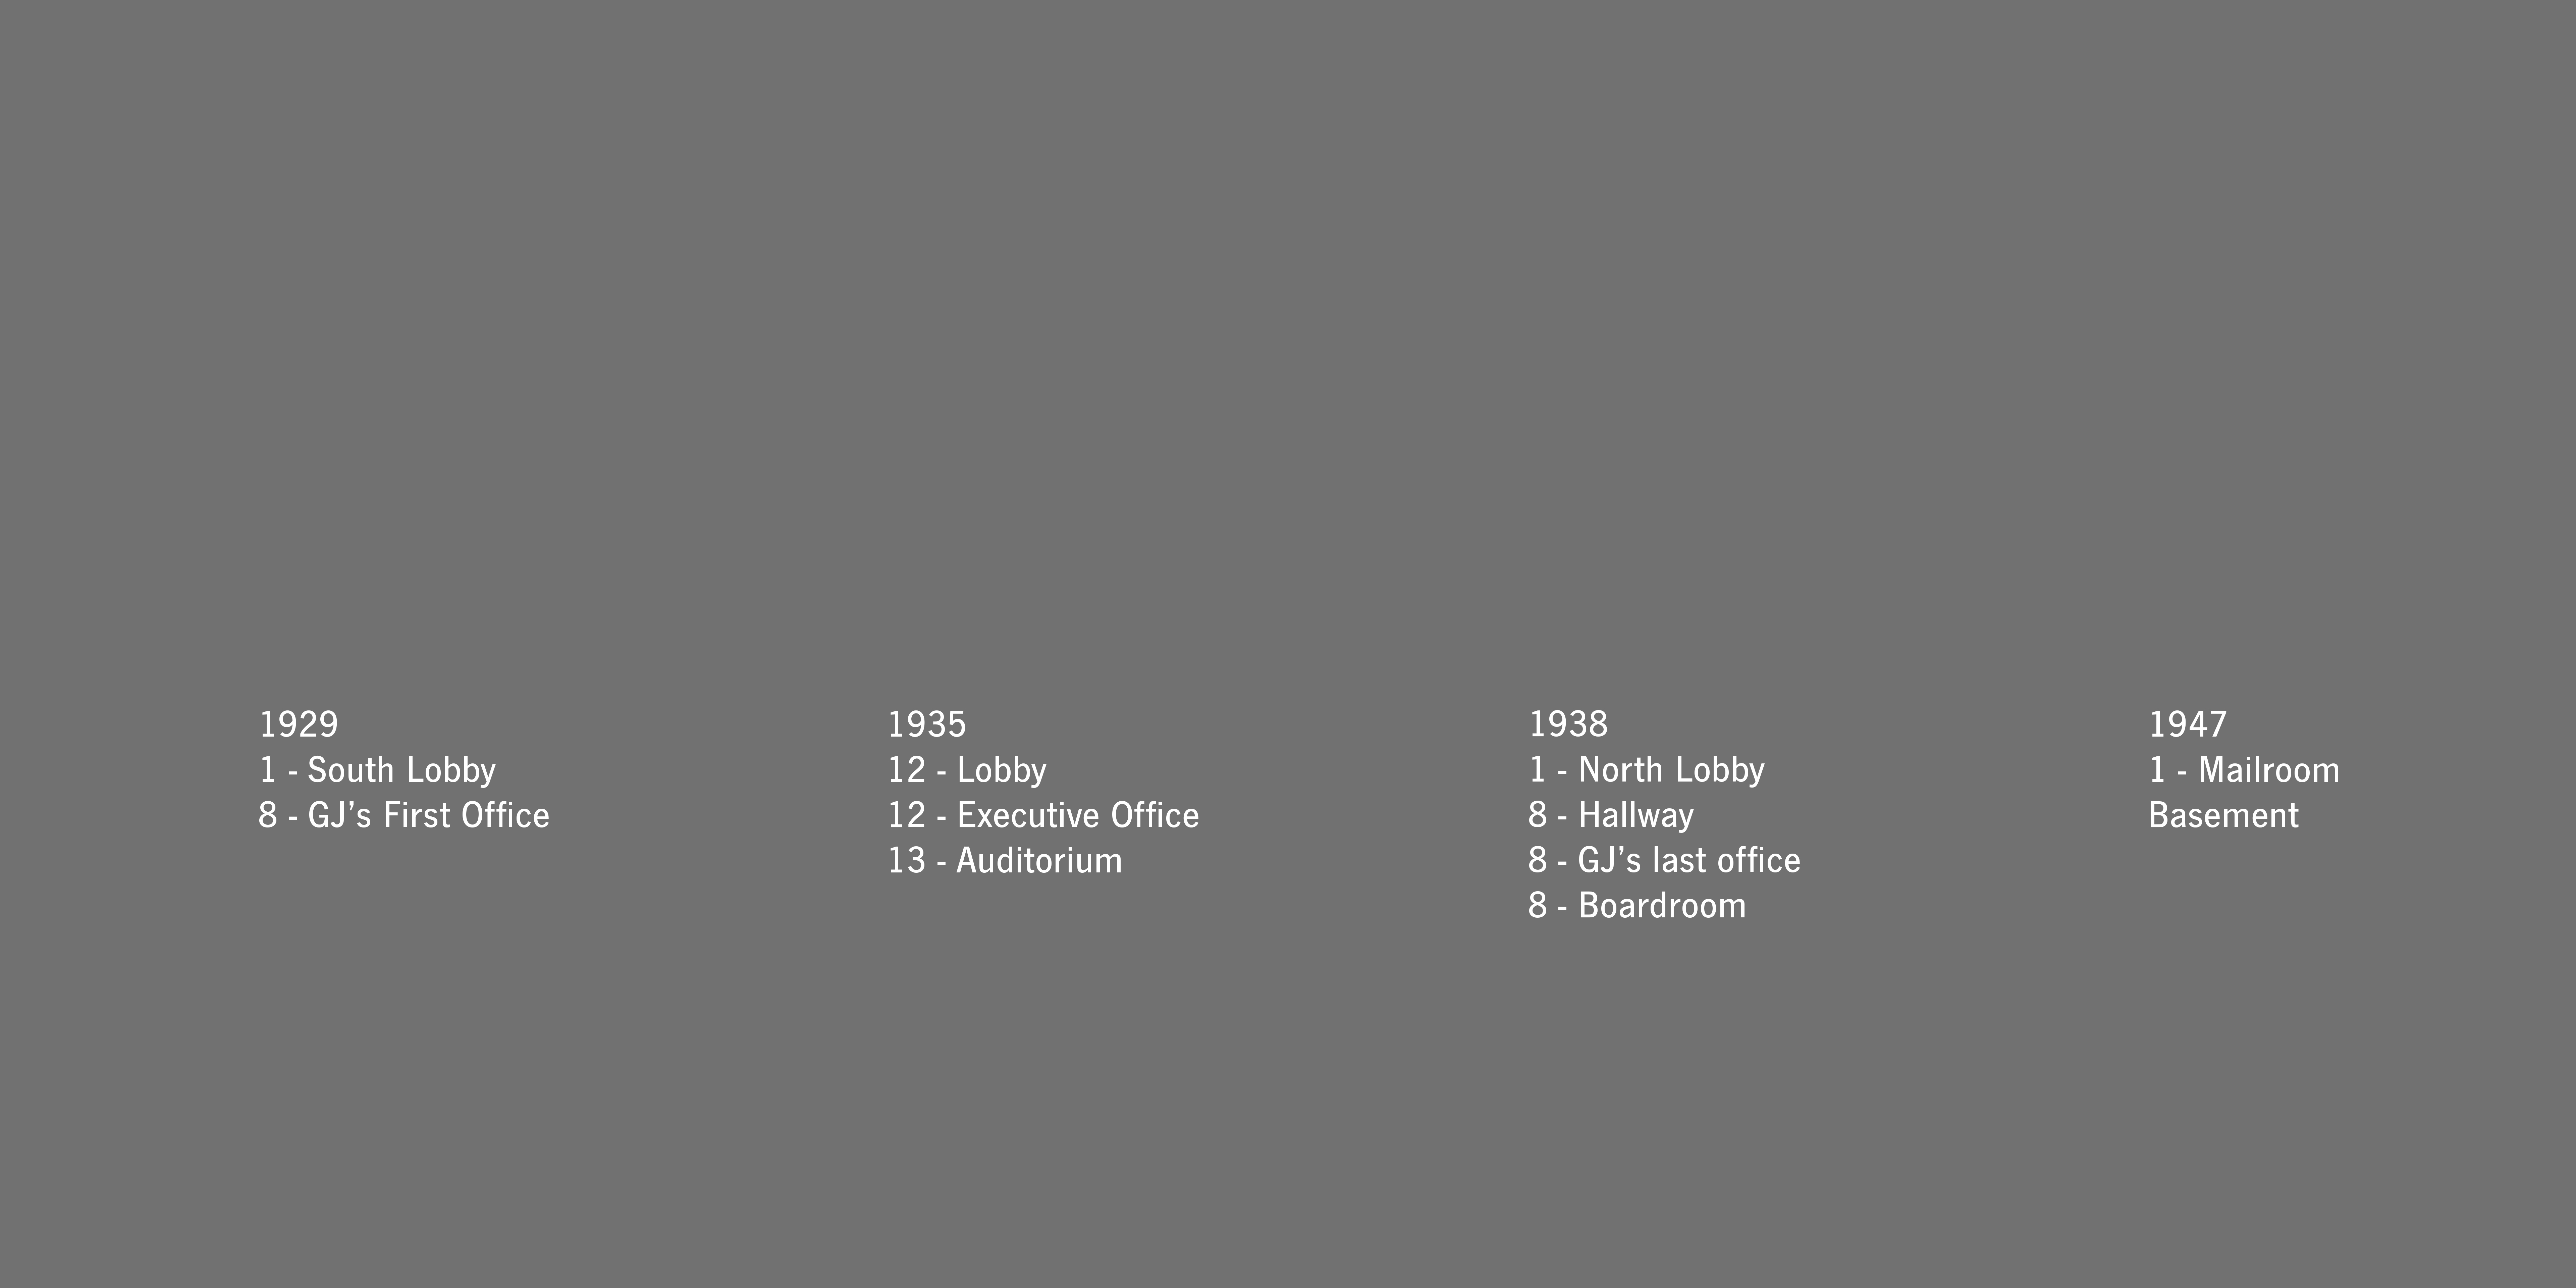 1929
1 - South Lobby
8 - GJ’s First Office
1935
12 - Lobby
12 - Executive Office
13 - Auditorium
1938
1 - North Lobby
8 - Hallway
8 - GJ’s last office
8 - Boardroom
1947
1 - Mailroom
Basement